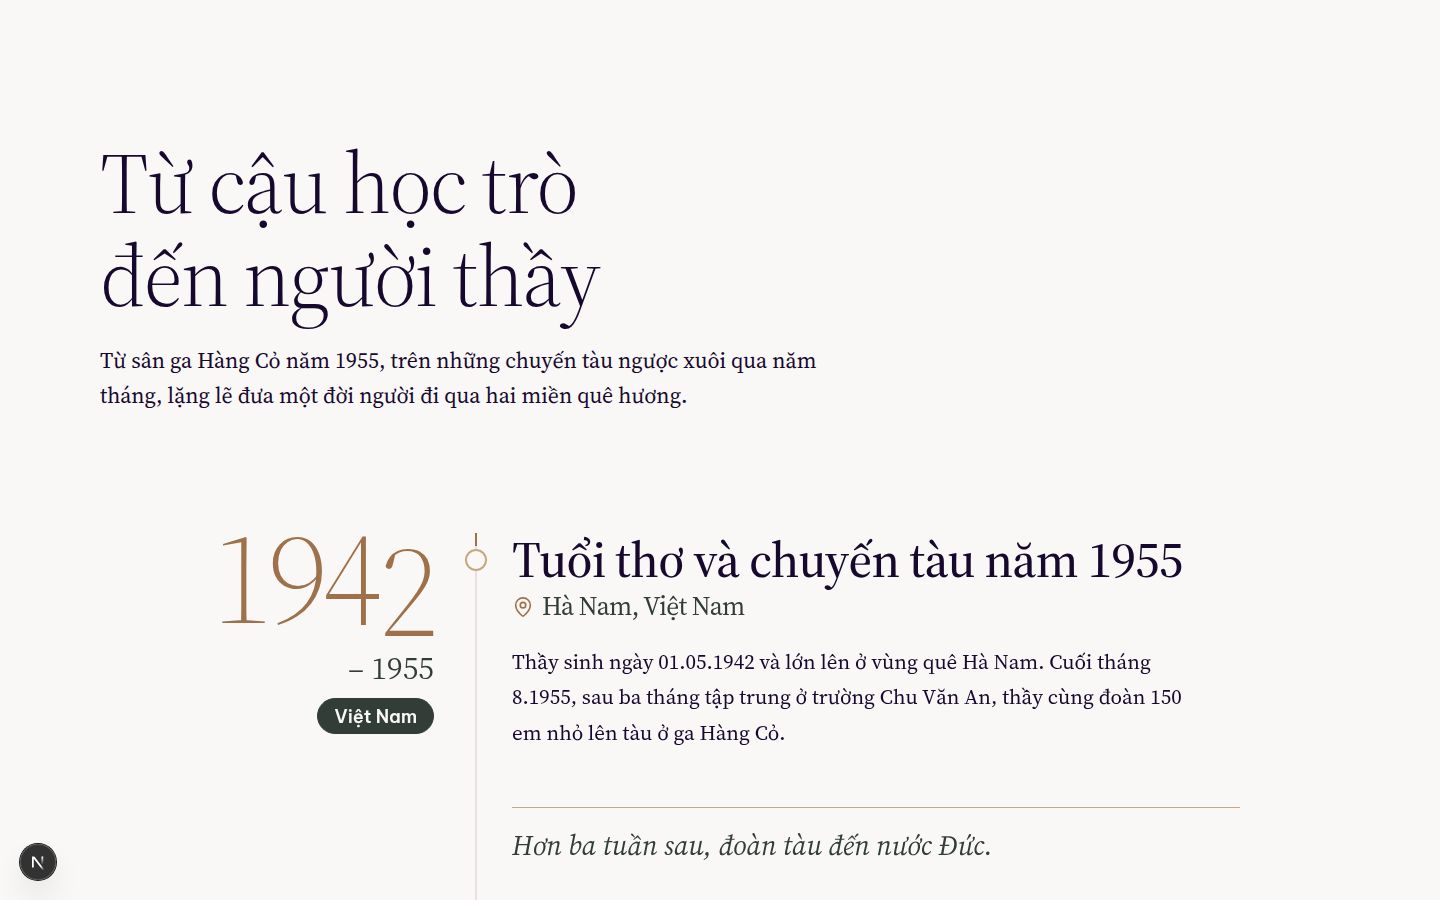 Từ cậu học trò
đến người thầy
Từ sân ga Hàng Cỏ năm 1955, trên những chuyến tàu ngược xuôi qua năm
tháng, lặng lẽ đưa một đời người đi qua hai miền quê hương.
1942
– 1955
Việt Nam
Tuổi thơ và chuyến tàu năm 1955
Hà Nam, Việt Nam
Thầy sinh ngày 01.05.1942 và lớn lên ở vùng quê Hà Nam. Cuối tháng
8.1955, sau ba tháng tập trung ở trường Chu Văn An, thầy cùng đoàn 150
em nhỏ lên tàu ở ga Hàng Cỏ.
Hơn ba tuần sau, đoàn tàu đến nước Đức.
N